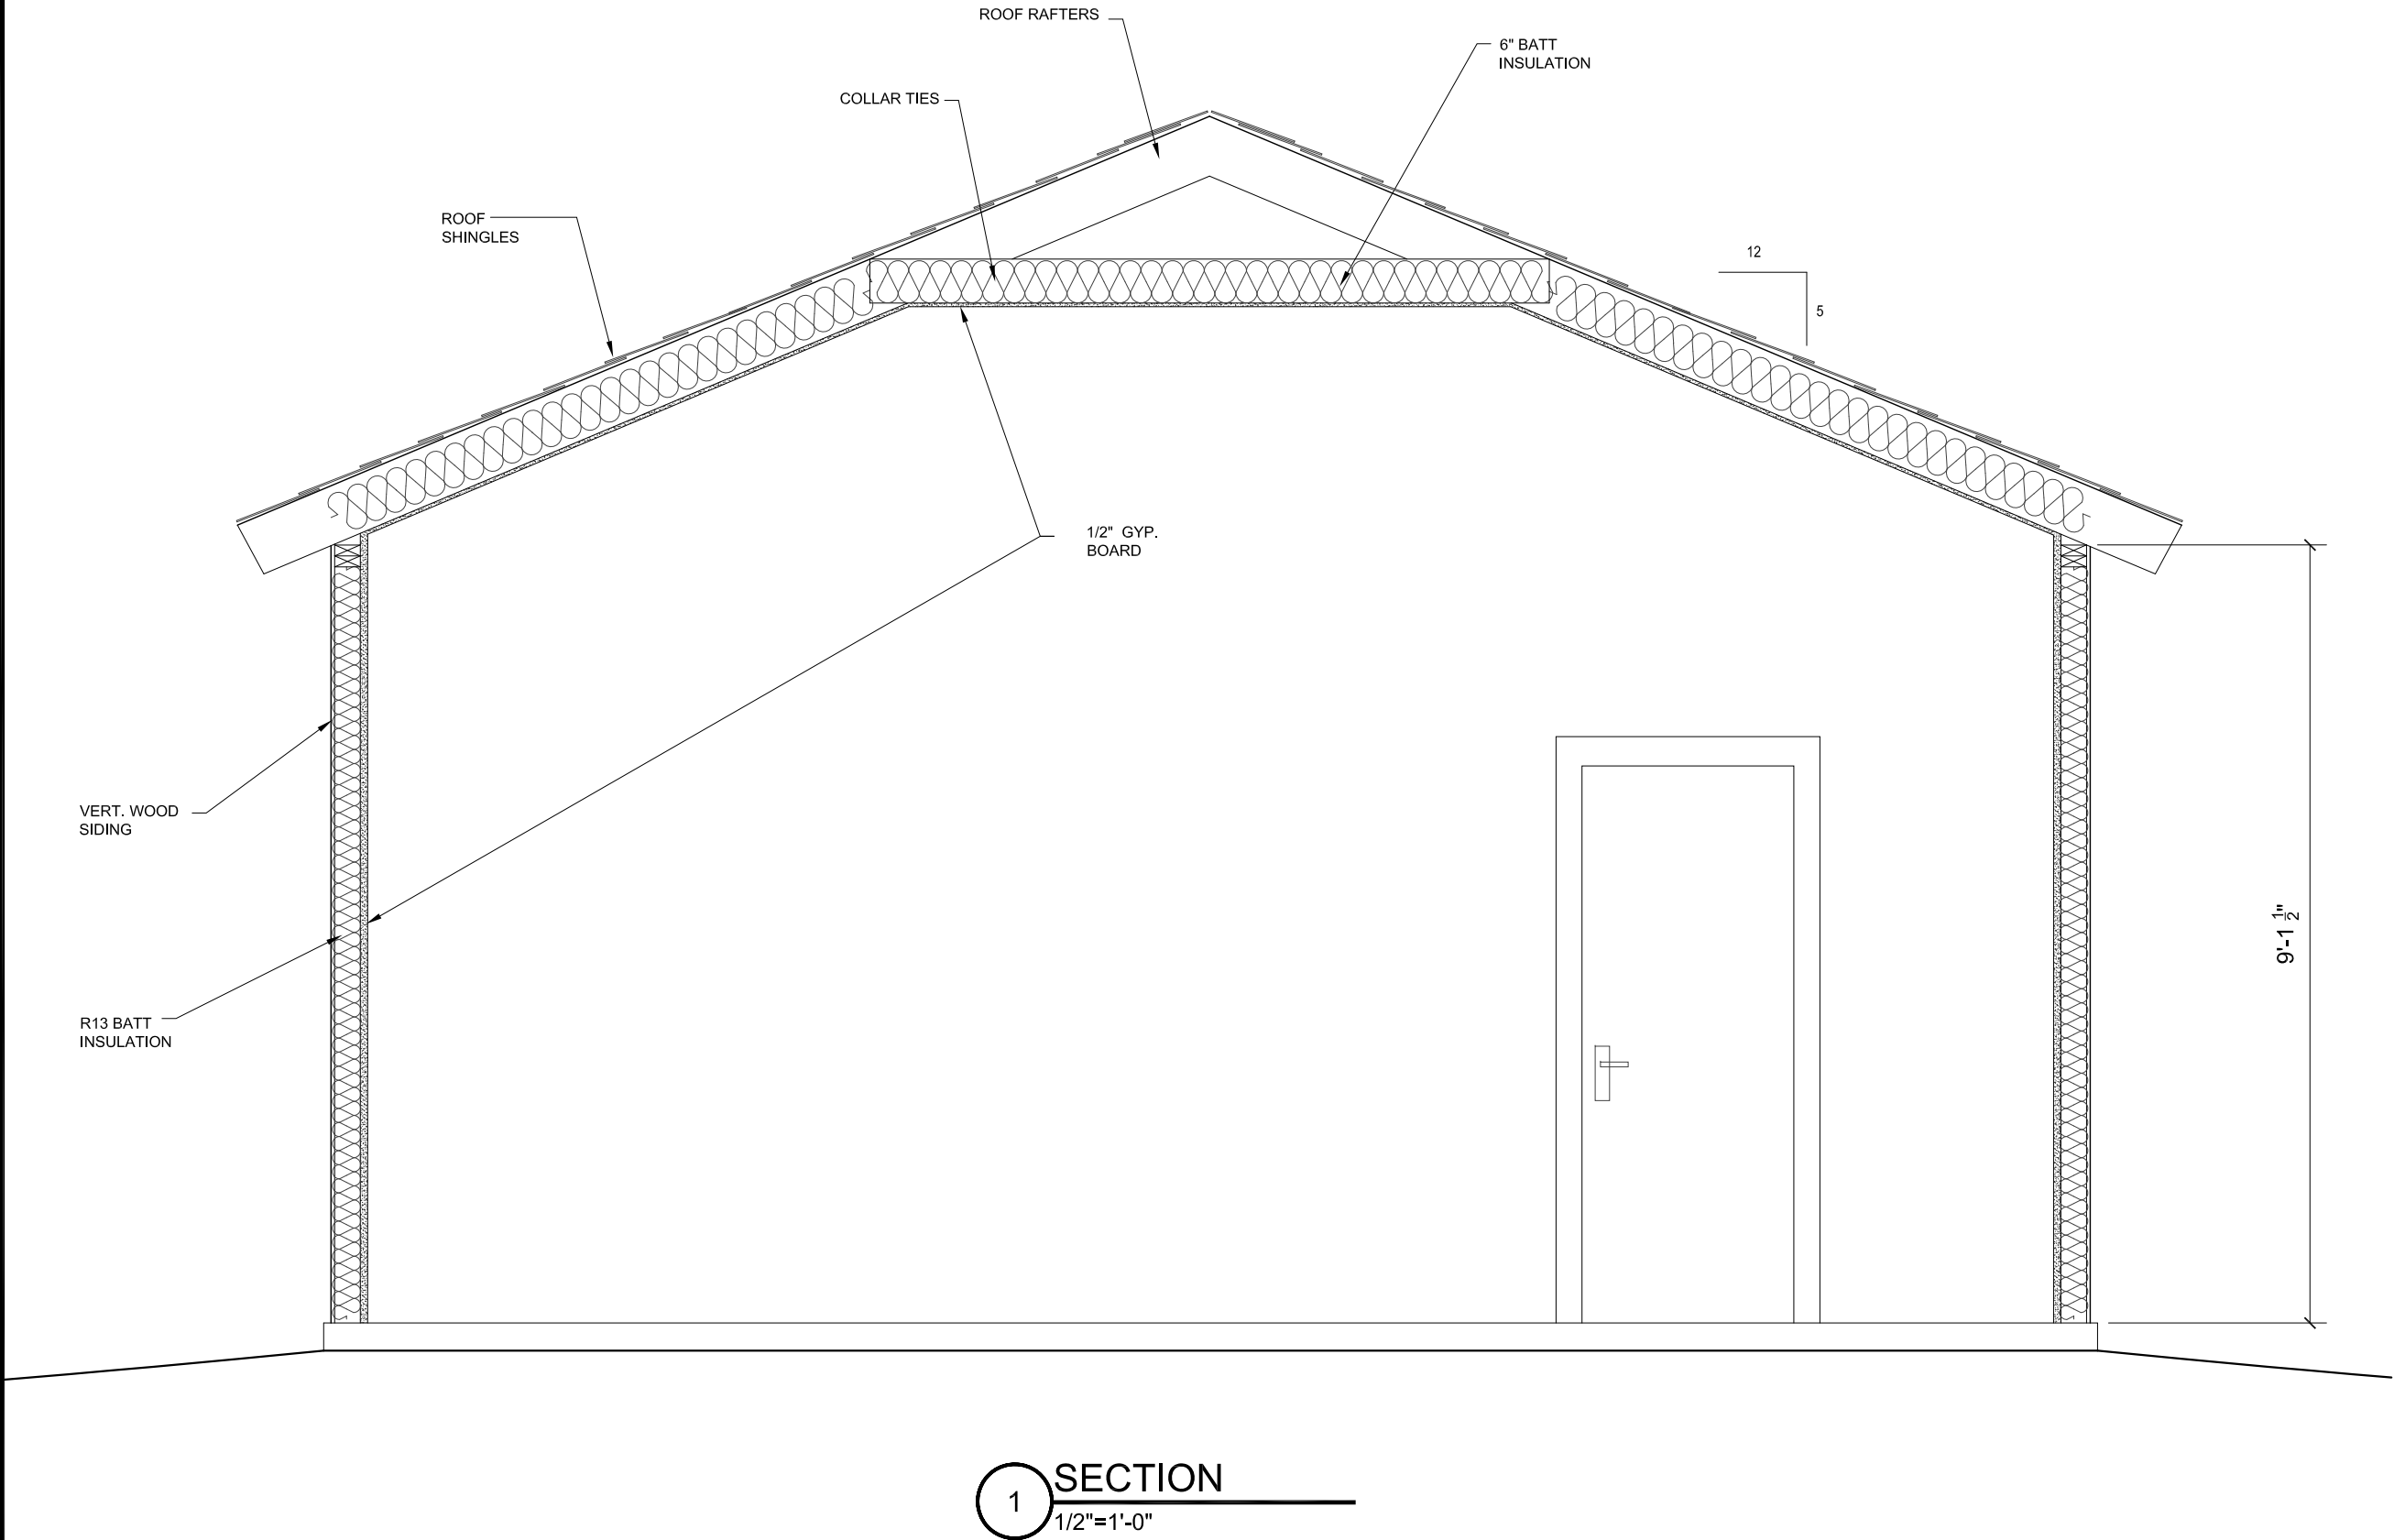 ROOF RAFTERS
6" BATT
INSULATION
COLLAR TIES
ROOF
SHINGLES
12
5
1/2" GYP.
BOARD
VERT. WOOD
SIDING
9'-1 1/2"
R13 BATT
INSULATION
1
SECTION
1/2"=1'-0"